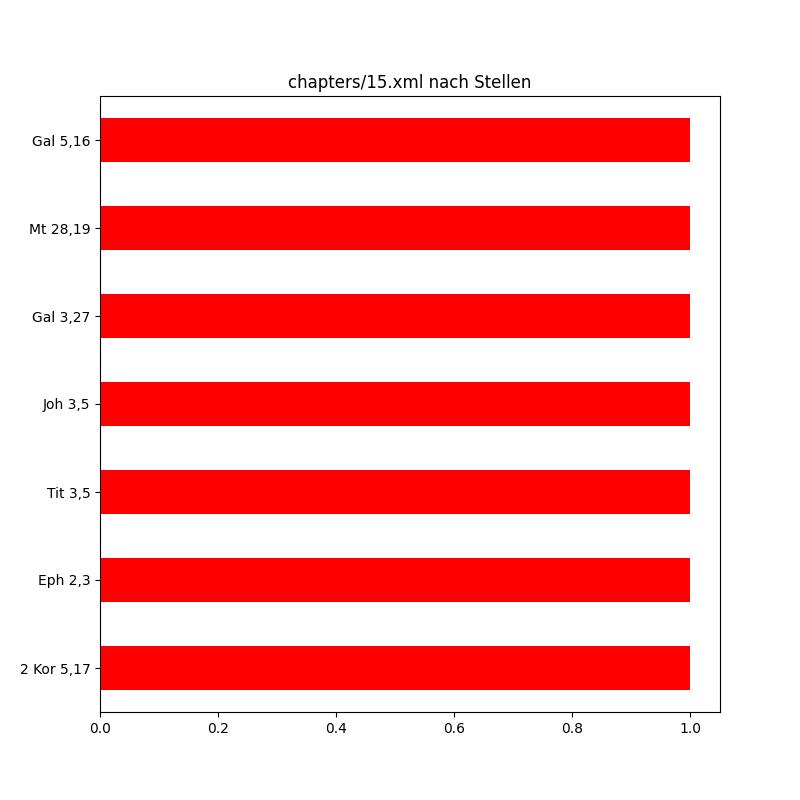 chapters/15.xml nach Stellen
Gal 5,16
Mt 28,19
Gal 3,27
Joh 3,5
Tit 3,5
Eph 2,3
2 Kor 5,17
0.0 0.2 0.4 0.6 0.8 1.0